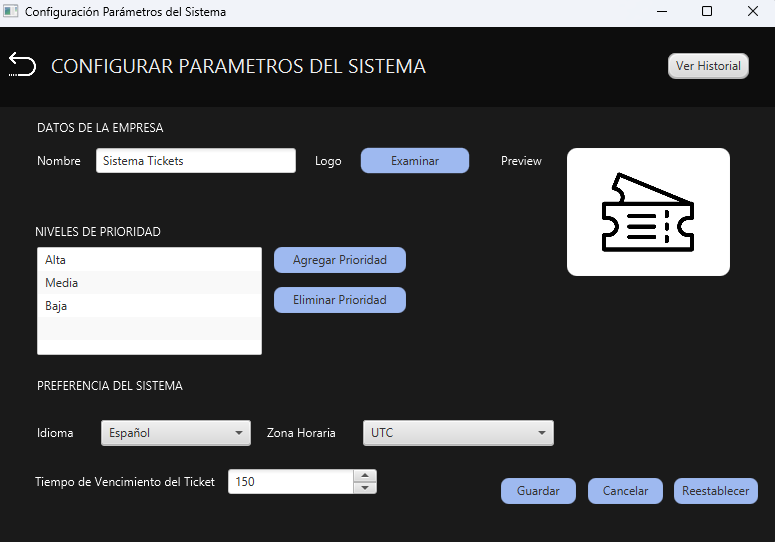 Configuración Parámetros del Sistema
CONFIGURAR PARAMETROS DEL SISTEMA
Ver Historial
DATOS DE LA EMPRESA
Nombre Sistema Tickets Logo Examinar Preview
NIVELES DE PRIORIDAD
Alta Agregar Prioridad
Media
Baja Eliminar Prioridad
PREFERENCIA DEL SISTEMA
Idioma Español Zona Horaria UTC
Tiempo de Vencimiento del Ticket 150
Guardar Cancelar Reestablecer